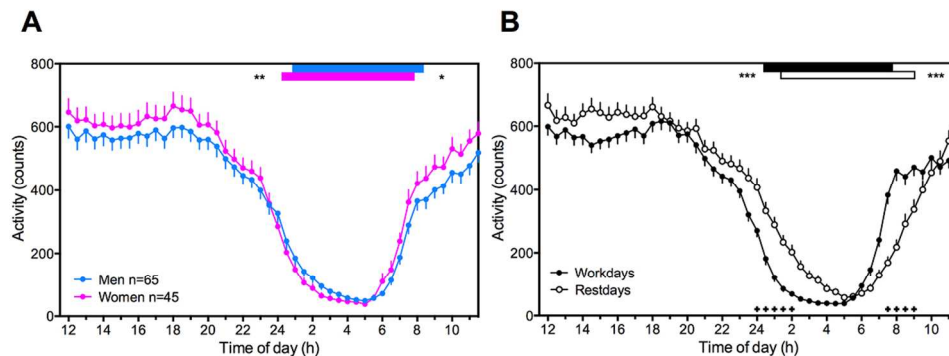 A
Activity (counts)
800
600
400
200
0
** *
Men n=65
Women n=45
12 14 16 18 20 22 24 2 4 6 8 10
Time of day (h)
B
Activity (counts)
800
600
400
200
0
*** ***
Workdays
Restdays
++++ ++++
12 14 16 18 20 22 24 2 4 6 8 10
Time of day (h)